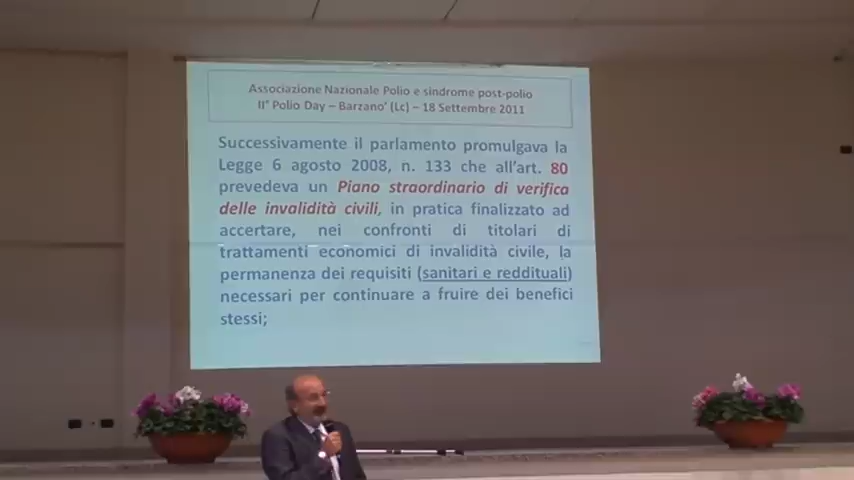 Associazione Nazionale Polio e sindrome post-polio
II° Polio Day – Barzano' (Lc) – 18 Settembre 2011
Successivamente il parlamento promulgava la
Legge 6 agosto 2008, n. 133 che all'art. 80
prevedeva un Piano straordinario di verifica
delle invalidità civili, in pratica finalizzato ad
accertare, nei confronti di titolari di
trattamenti economici di invalidità civile, la
permanenza dei requisiti (sanitari e reddituali)
necessari per continuare a fruire dei benefici
stessi;